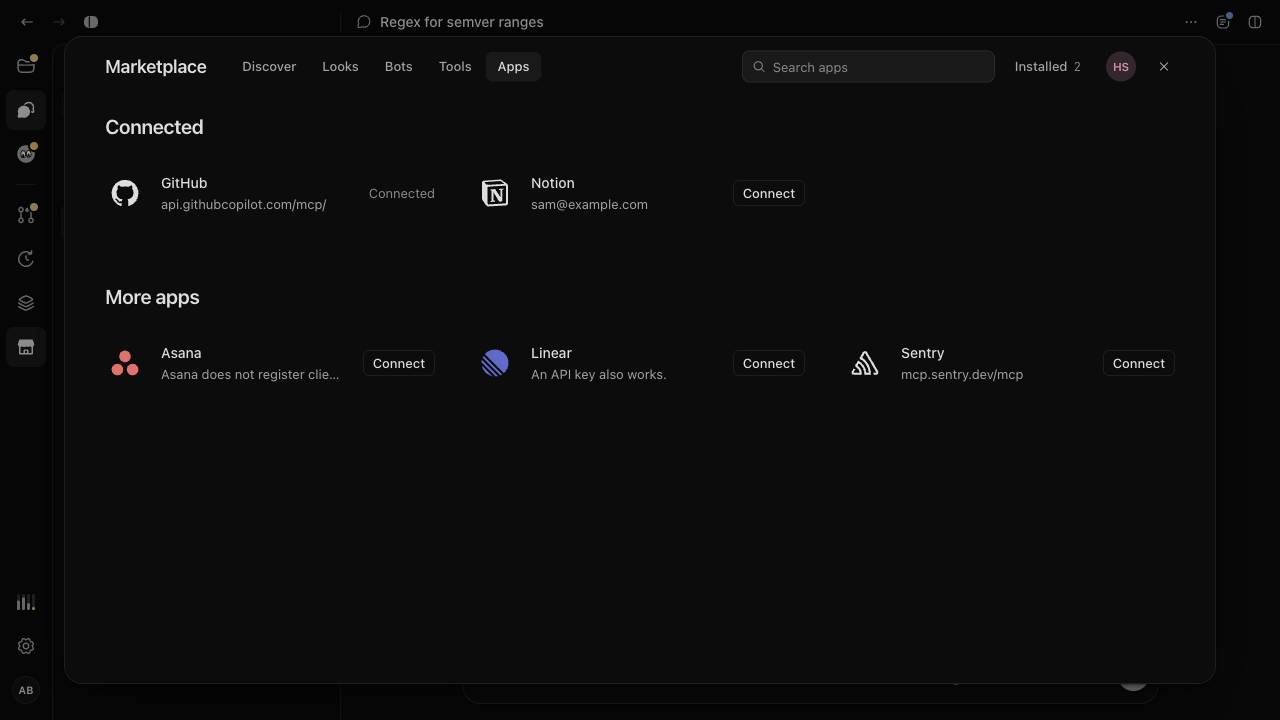 Regex for semver ranges
Marketplace
Discover
Looks
Bots
Tools
Apps
Search apps
Installed 2
HS
Connected
GitHub
api.githubcopilot.com/mcp/
Connected
Notion
sam@example.com
Connect
More apps
Asana
Asana does not register clie...
Connect
Linear
An API key also works.
Connect
Sentry
mcp.sentry.dev/mcp
Connect
AB